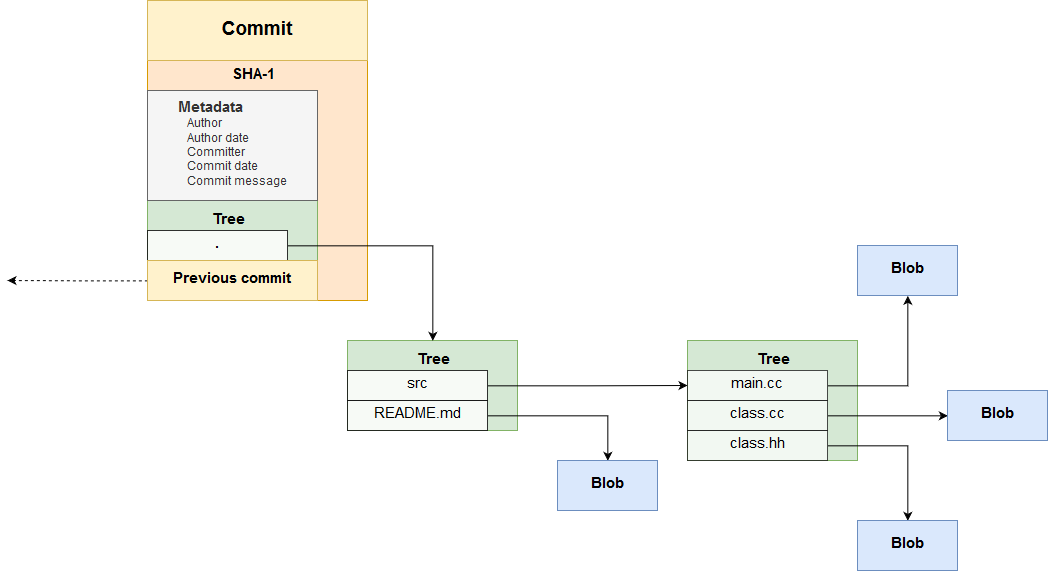 Commit
SHA-1
Metadata
Author
Author date
Committer
Commit date
Commit message
Tree
.
Previous commit
Tree
src
README.md
Blob
Tree
main.cc
class.cc
class.hh
Blob
Blob
Blob